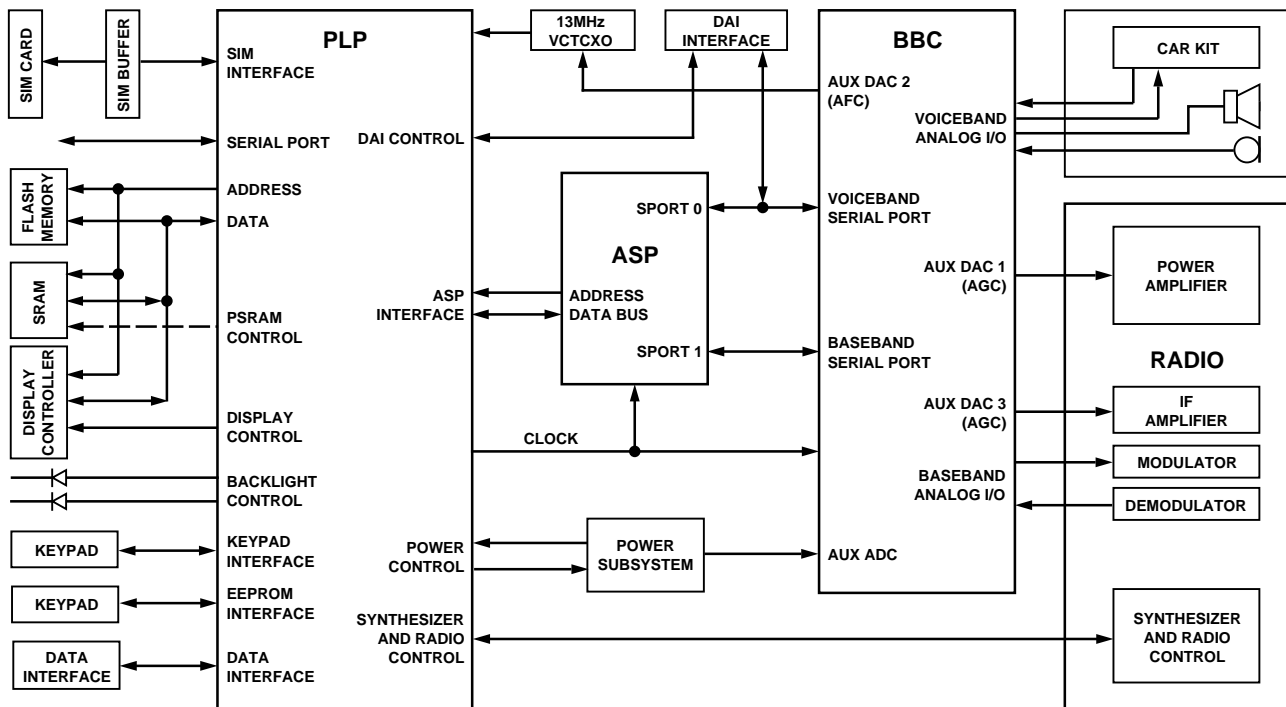 SIM CARD
SIM BUFFER
PLP
SIM
INTERFACE
SERIAL PORT
DAI CONTROL
FLASH
MEMORY
ADDRESS
DATA
SRAM
ASP
INTERFACE
PSRAM
CONTROL
DISPLAY
CONTROLLER
DISPLAY
CONTROL
BACKLIGHT
CONTROL
KEYPAD
KEYPAD
INTERFACE
POWER
CONTROL
KEYPAD
EEPROM
INTERFACE
SYNTHESIZER
AND RADIO
CONTROL
DATA
INTERFACE
DATA
INTERFACE
13MHz
VCTCXO
DAI
INTERFACE
SPORT 0
ASP
ADDRESS
DATA BUS
SPORT 1
CLOCK
POWER
SUBSYSTEM
BBC
AUX DAC 2
(AFC)
VOICEBAND
ANALOG I/O
VOICEBAND
SERIAL PORT
AUX DAC 1
(AGC)
BASEBAND
SERIAL PORT
AUX DAC 3
(AGC)
BASEBAND
ANALOG I/O
AUX ADC
CAR KIT
POWER
AMPLIFIER
RADIO
IF
AMPLIFIER
MODULATOR
DEMODULATOR
SYNTHESIZER
AND RADIO
CONTROL